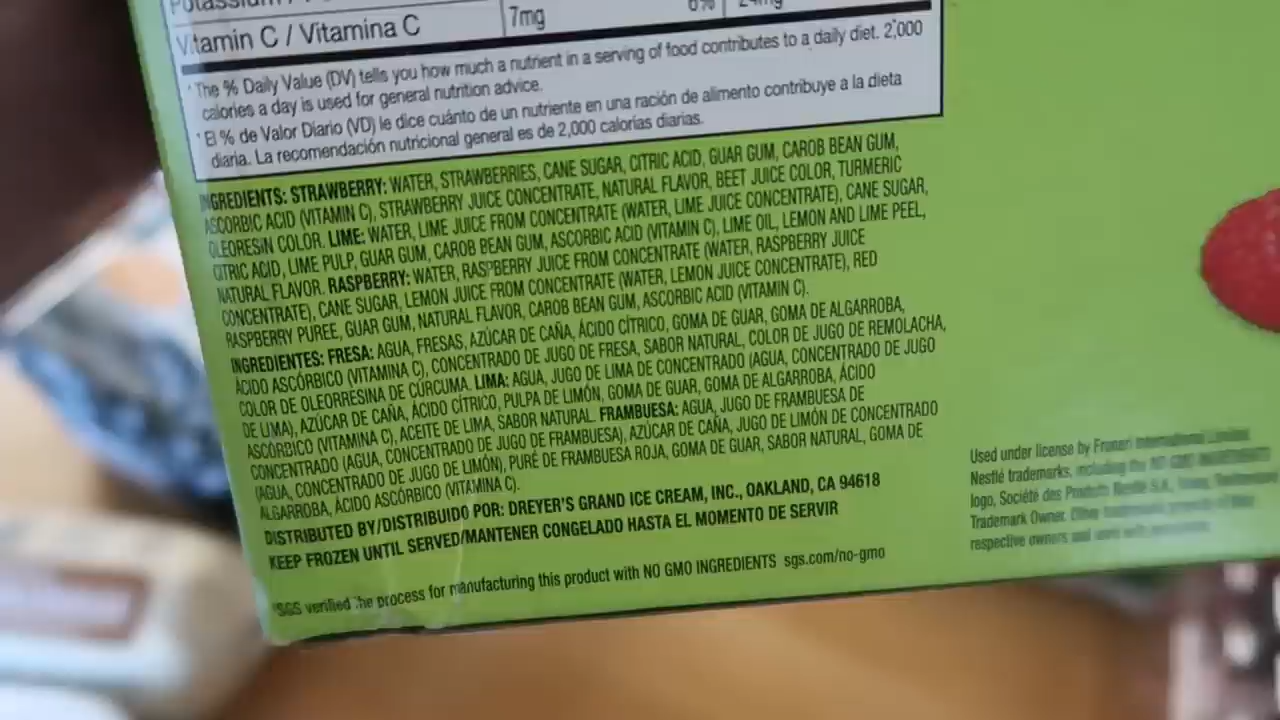 Vitamin C / Vitamina C 7mg 24mg
* The % Daily Value (DV) tells you how much a nutrient in a serving of food contributes to a daily diet. 2,000
calories a day is used for general nutrition advice.
* El % de Valor Diario (VD) le dice cuánto de un nutriente en una ración de alimento contribuye a la dieta
diaria. La recomendación nutricional general es de 2,000 calorías diarias.
INGREDIENTS: STRAWBERRY: WATER, STRAWBERRIES, CANE SUGAR, CITRIC ACID, GUAR GUM, CAROB BEAN GUM,
ASCORBIC ACID (VITAMIN C), STRAWBERRY JUICE CONCENTRATE, NATURAL FLAVOR, BEET JUICE COLOR, TURMERIC
OLEORESIN COLOR. LIME: WATER, LIME JUICE FROM CONCENTRATE (WATER, LIME JUICE CONCENTRATE), CANE SUGAR,
CITRIC ACID, LIME PULP, GUAR GUM, CAROB BEAN GUM, ASCORBIC ACID (VITAMIN C), LIME OIL, LEMON AND LIME PEEL,
NATURAL FLAVOR. RASPBERRY: WATER, RASPBERRY JUICE FROM CONCENTRATE (WATER, RASPBERRY JUICE
CONCENTRATE), CANE SUGAR, LEMON JUICE FROM CONCENTRATE (WATER, LEMON JUICE CONCENTRATE), RED
RASPBERRY PUREE, GUAR GUM, NATURAL FLAVOR, CAROB BEAN GUM, ASCORBIC ACID (VITAMIN C).
INGREDIENTES: FRESA: AGUA, FRESAS, AZÚCAR DE CAÑA, ÁCIDO CÍTRICO, GOMA DE GUAR, GOMA DE ALGARROBA,
ÁCIDO ASCÓRBICO (VITAMINA C), CONCENTRADO DE JUGO DE FRESA, SABOR NATURAL, COLOR DE JUGO DE REMOLACHA,
COLOR DE OLEORRESINA DE CÚRCUMA. LIMA: AGUA, JUGO DE LIMA DE CONCENTRADO (AGUA, CONCENTRADO DE JUGO
DE LIMA), AZÚCAR DE CAÑA, ÁCIDO CÍTRICO, PULPA DE LIMÓN, GOMA DE GUAR, GOMA DE ALGARROBA, ÁCIDO
ASCÓRBICO (VITAMINA C), ACEITE DE LIMA, SABOR NATURAL. FRAMBUESA: AGUA, JUGO DE FRAMBUESA DE
CONCENTRADO (AGUA, CONCENTRADO DE JUGO DE FRAMBUESA), AZÚCAR DE CAÑA, JUGO DE LIMÓN DE CONCENTRADO
(AGUA, CONCENTRADO DE JUGO DE LIMÓN), PURÉ DE FRAMBUESA ROJA, GOMA DE GUAR, SABOR NATURAL, GOMA DE
ALGARROBA, ÁCIDO ASCÓRBICO (VITAMINA C).
DISTRIBUTED BY/DISTRIBUIDO POR: DREYER'S GRAND ICE CREAM, INC., OAKLAND, CA 94618
KEEP FROZEN UNTIL SERVED/MANTENER CONGELADO HASTA EL MOMENTO DE SERVIR
SGS verified the process for manufacturing this product with NO GMO INGREDIENTS sgs.com/no-gmo
Used under license by Froneri International Limited.
Nestlé trademarks, including the NO GMO INGREDIENTS
logo, Société des Produits Nestlé S.A.,
Trademark Owner. Other
respective owners and used with